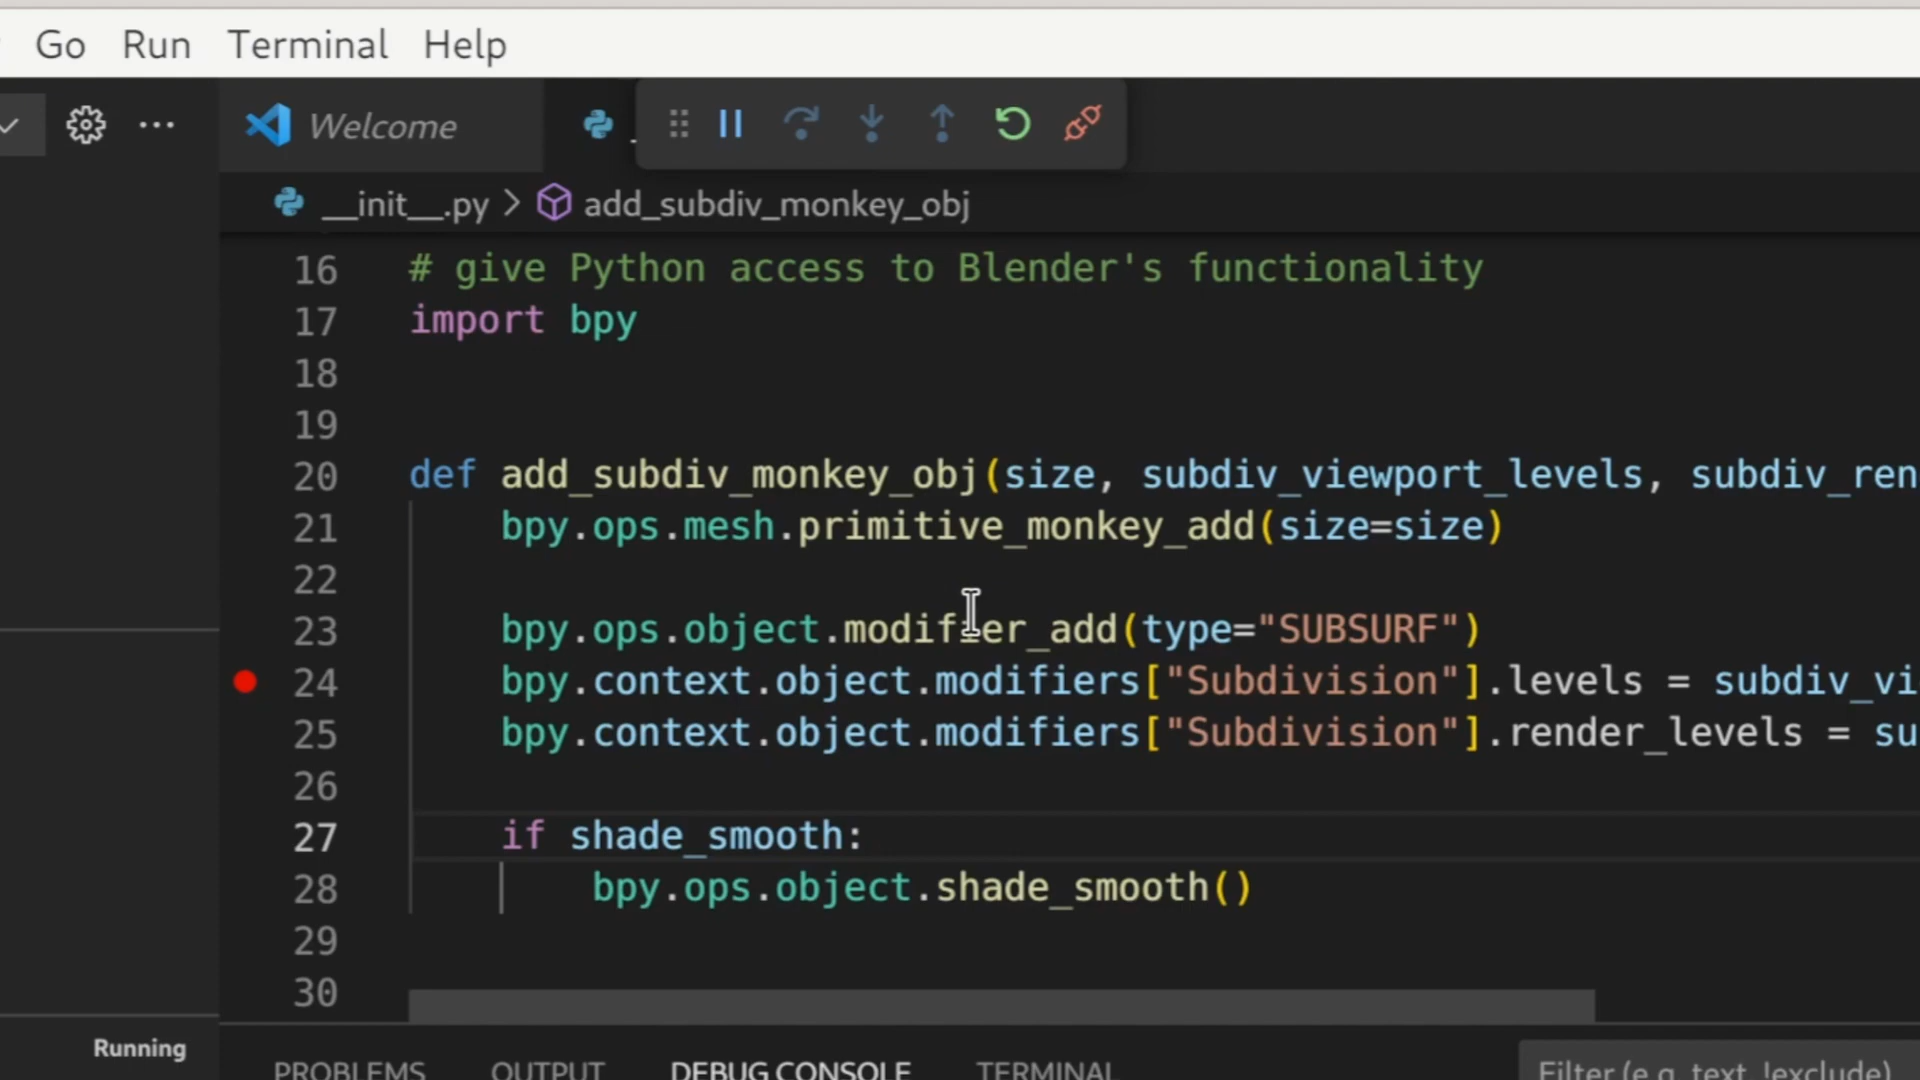 Go Run Terminal Help
Welcome
__init__.py > add_subdiv_monkey_obj
16 # give Python access to Blender's functionality
17 import bpy
18
19
20 def add_subdiv_monkey_obj(size, subdiv_viewport_levels, subdiv_ren
21 bpy.ops.mesh.primitive_monkey_add(size=size)
22
23 bpy.ops.object.modifier_add(type="SUBSURF")
24 bpy.context.object.modifiers["Subdivision"].levels = subdiv_vi
25 bpy.context.object.modifiers["Subdivision"].render_levels = su
26
27 if shade_smooth:
28 bpy.ops.object.shade_smooth()
29
30
Running
PROBLEMS OUTPUT DEBUG CONSOLE TERMINAL Filter (e.g. text, !exclude)